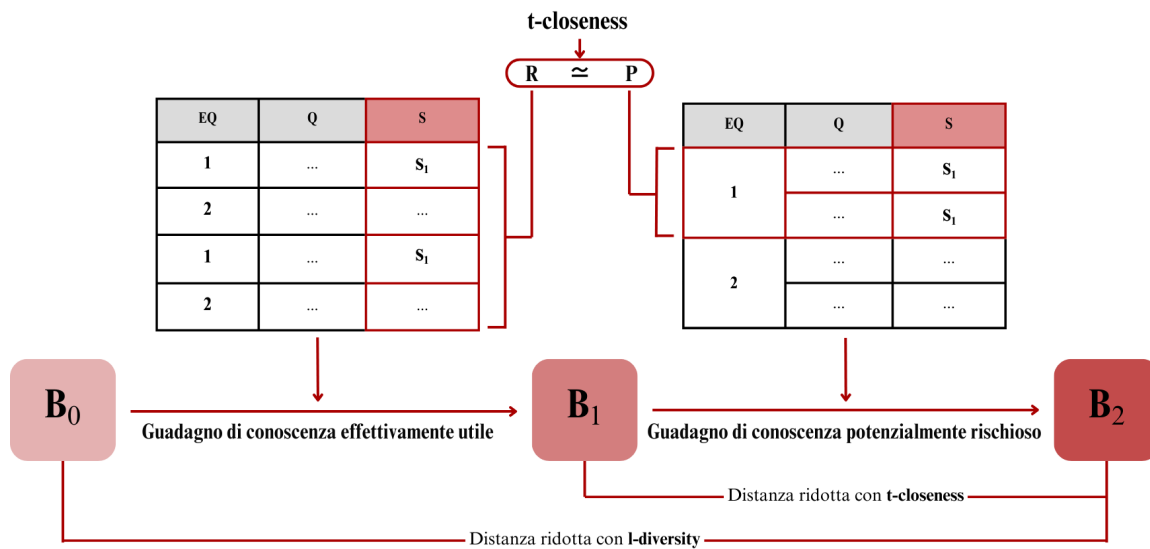 t-closeness
R ≃ P
EQ Q S
1 ... S₁
2 ... ...
1 ... S₁
2 ... ...
EQ Q S
1 ... S₁
... S₁
2 ... ...
... ...
B₀
Guadagno di conoscenza effettivamente utile
B₁
Guadagno di conoscenza potenzialmente rischioso
B₂
Distanza ridotta con t-closeness
Distanza ridotta con l-diversity